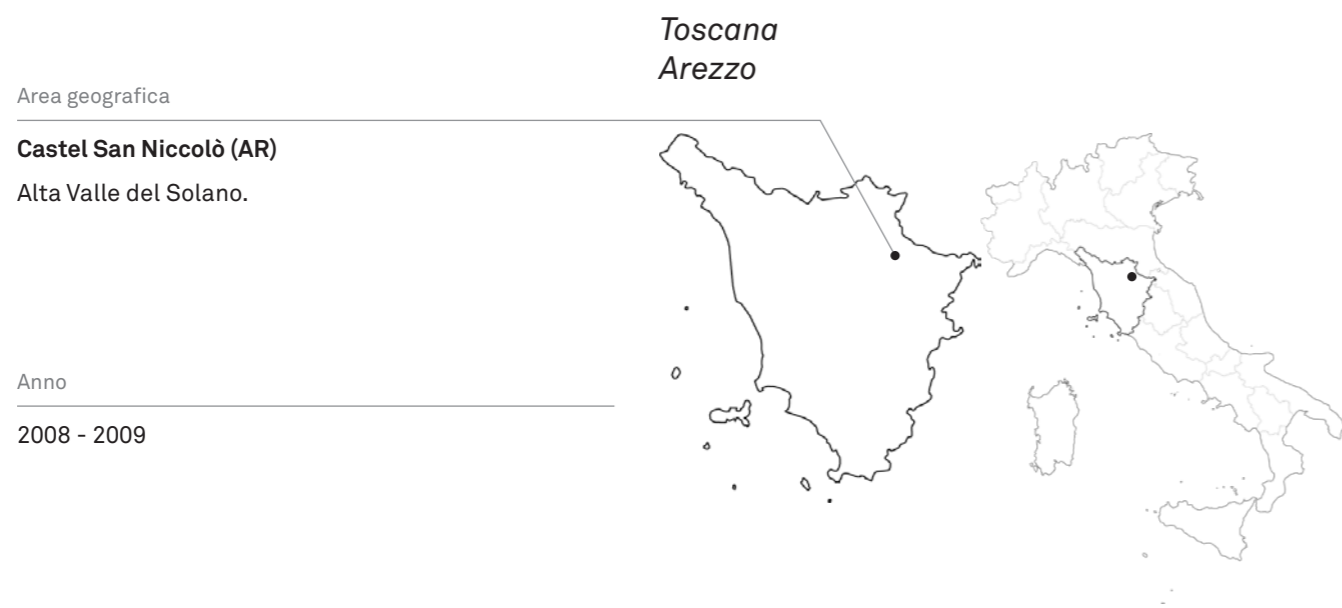 Toscana
Arezzo
Area geografica
Castel San Niccolò (AR)
Alta Valle del Solano.
Anno
2008 - 2009